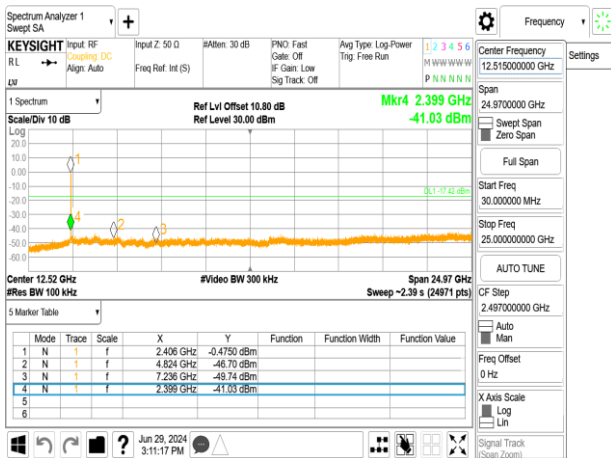 Spectrum Analyzer 1
Swept SA
+
Frequency
KEYSIGHT
RL
Input: RF
Coupling: DC
Align: Auto
Input Z: 50 Ω
Freq Ref: Int (S)
#Atten: 30 dB
PNO: Fast
Gate: Off
IF Gain: Low
Sig Track: Off
Avg Type: Log-Power
Trig: Free Run
1 2 3 4 5 6
M W W W W W
P N N N N N
1 Spectrum
Scale/Div 10 dB
Ref Lvl Offset 10.80 dB
Ref Level 30.00 dBm
Mkr4 2.399 GHz
-41.03 dBm
Log
20.0
10.0
0.00
-10.0
-20.0
-30.0
-40.0
-50.0
-60.0
1
2
3
4
DL1 -17.42 dBm
Center 12.52 GHz
#Res BW 100 kHz
#Video BW 300 kHz
Span 24.97 GHz
Sweep ~2.39 s (24971 pts)
5 Marker Table
Mode Trace Scale X Y Function Function Width Function Value
1 N 1 f 2.406 GHz -0.4750 dBm
2 N 1 f 4.824 GHz -46.70 dBm
3 N 1 f 7.236 GHz -49.74 dBm
4 N 1 f 2.399 GHz -41.03 dBm
5
6
Jun 29, 2024
3:11:17 PM
?
Center Frequency
12.515000000 GHz
Span
24.9700000 GHz
Swept Span
Zero Span
Full Span
Start Freq
30.000000 MHz
Stop Freq
25.000000000 GHz
AUTO TUNE
CF Step
2.497000000 GHz
Auto
Man
Freq Offset
0 Hz
X Axis Scale
Log
Lin
Signal Track
(Span Zoom)
Settings